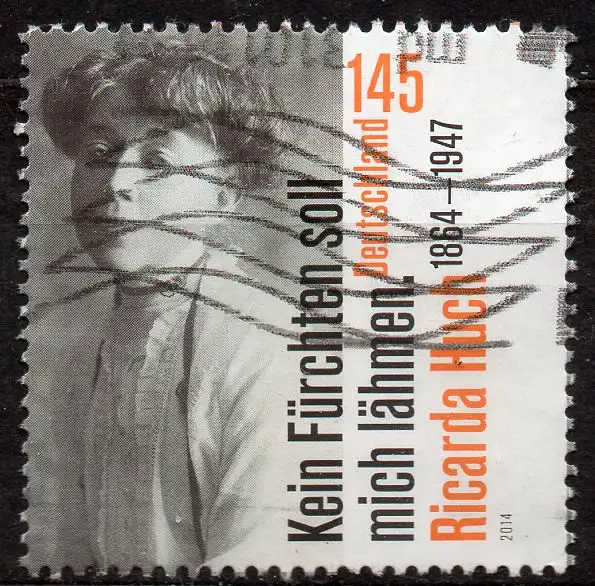 145
Deutschland
Kein Fürchten soll
mich lähmen.
Ricarda Huch 1864–1947
2014